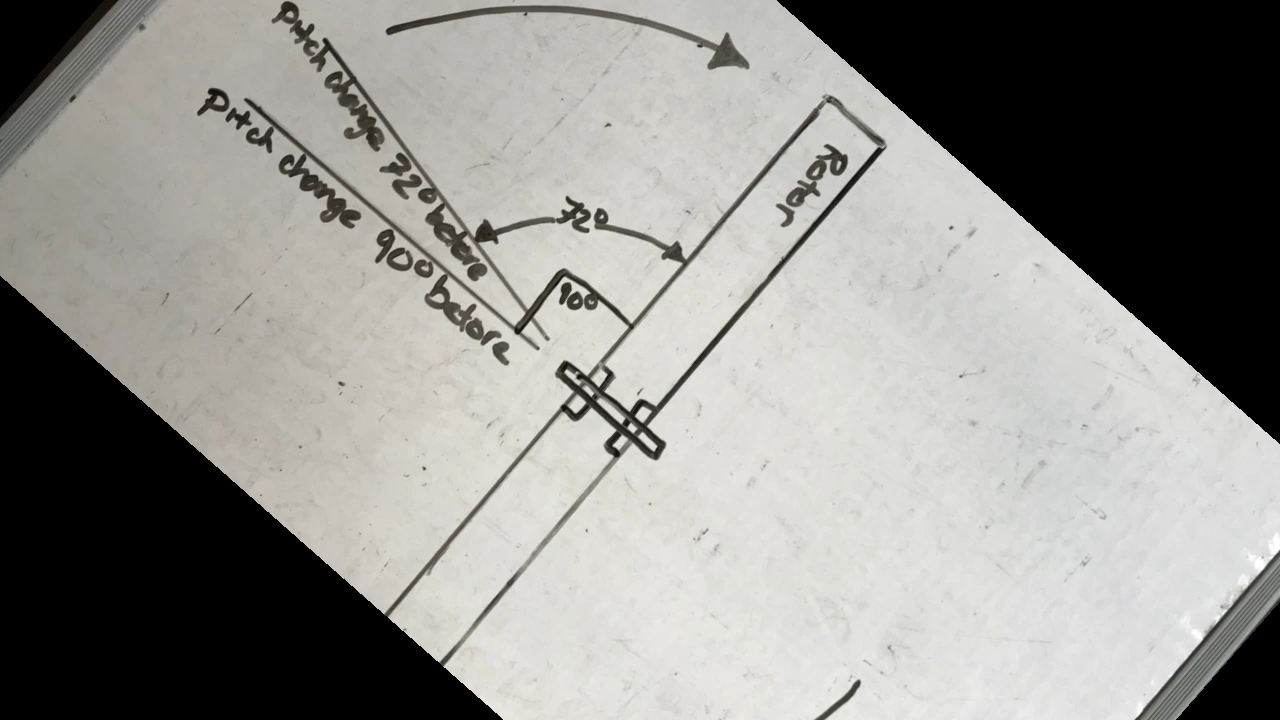 Pitch change 72° before
Pitch change 90° before
72°
90°
Rotor